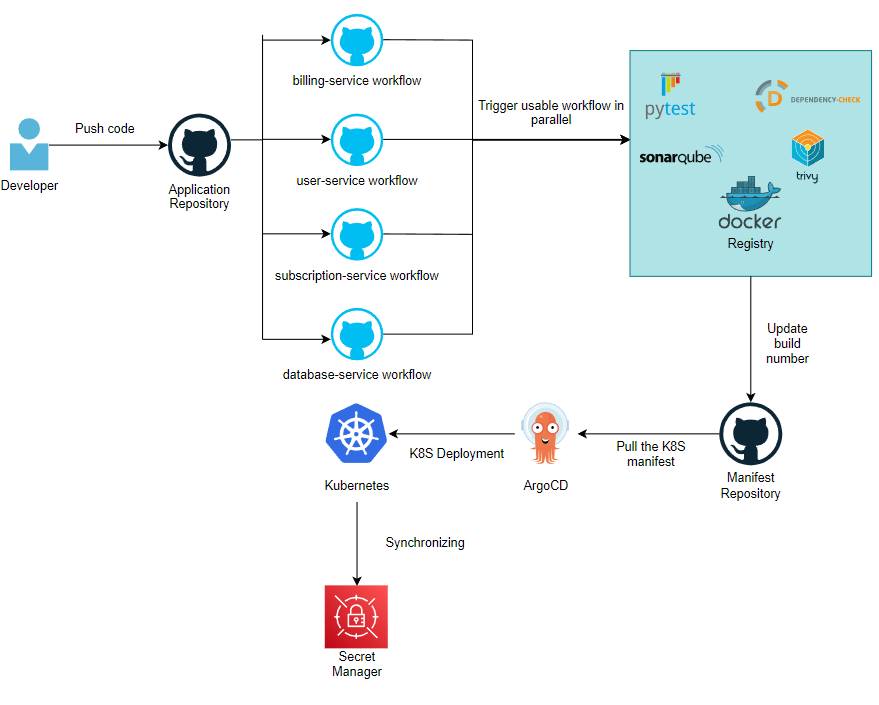 billing-service workflow
Push code
Developer
Application
Repository
user-service workflow
subscription-service workflow
database-service workflow
Trigger usable workflow in
parallel
pytest
D
DEPENDENCY-CHECK
sonarqube
trivy
docker
Registry
Update
build
number
Manifest
Repository
Pull the K8S
manifest
ArgoCD
K8S Deployment
Kubernetes
Synchronizing
Secret
Manager